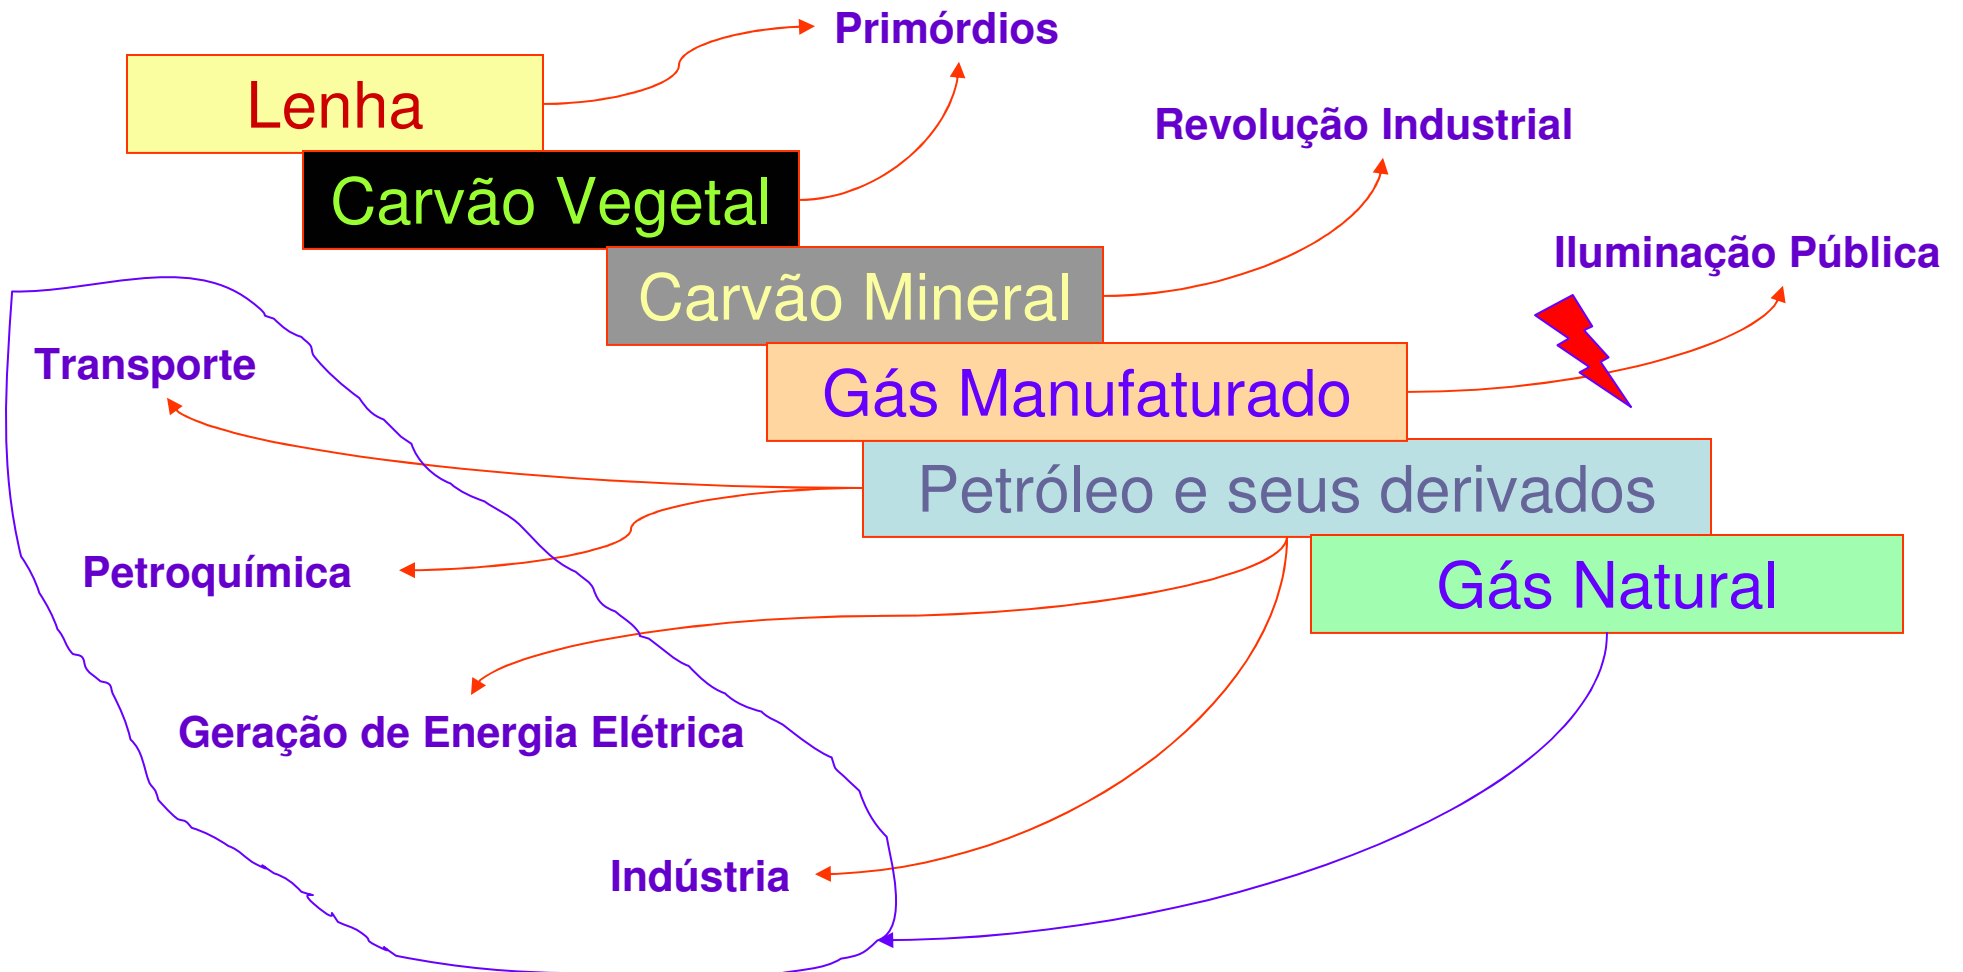 Primórdios
Lenha
Revolução Industrial
Carvão Vegetal
Iluminação Pública
Carvão Mineral
Transporte
Gás Manufaturado
Petróleo e seus derivados
Petroquímica
Gás Natural
Geração de Energia Elétrica
Indústria